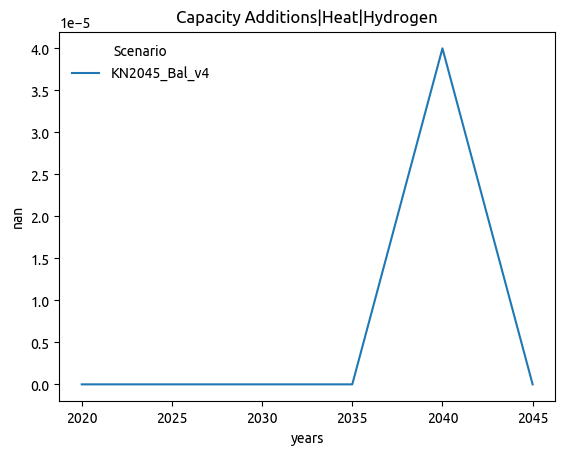 Capacity Additions|Heat|Hydrogen
1e−5
Scenario
KN2045_Bal_v4
4.0
3.5
3.0
2.5
2.0
1.5
1.0
0.5
0.0
nan
2020 2025 2030 2035 2040 2045
years